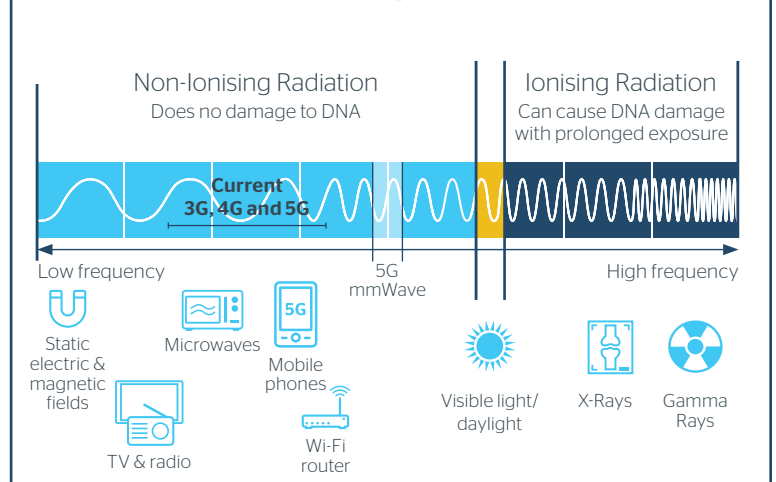 Non-Ionising Radiation
Does no damage to DNA
Ionising Radiation
Can cause DNA damage
with prolonged exposure
Current
3G, 4G and 5G
Low frequency
5G
mmWave
High frequency
Static
electric &
magnetic
fields
Microwaves
5G
Mobile
phones
TV & radio
Wi-Fi
router
Visible light/
daylight
X-Rays
Gamma
Rays